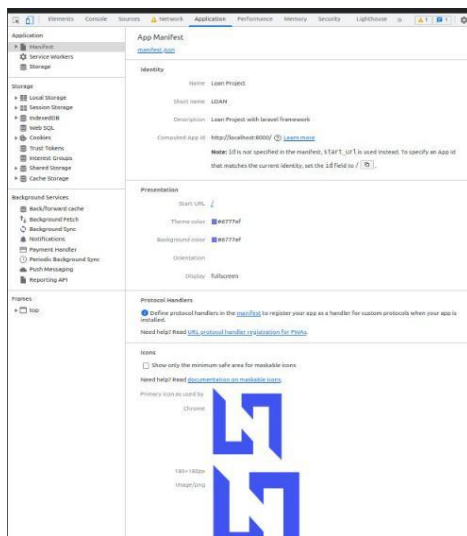 Elements Console Sources Network Application Performance Memory Security Lighthouse » 1 1
Application
Manifest
Service Workers
Storage
Storage
Local Storage
Session Storage
IndexedDB
Web SQL
Cookies
Trust Tokens
Interest Groups
Shared Storage
Cache Storage
Background Services
Back/forward cache
Background Fetch
Background Sync
Notifications
Payment Handler
Periodic Background Sync
Push Messaging
Reporting API
Frames
top
App Manifest
manifest.json
Identity
Name Loan Project
Short name LOAN
Description Loan Project with laravel framework
Computed App Id http://localhost:8000/ Learn more
Note: id is not specified in the manifest, start_url is used instead. To specify an App Id
that matches the current identity, set the id field to / .
Presentation
Start URL /
Theme color #6777ef
Background color #6777ef
Orientation
Display fullscreen
Protocol Handlers
Define protocol handlers in the manifest to register your app as a handler for custom protocols when your app is
installed.
Need help? Read URL protocol handler registration for PWAs.
Icons
Show only the minimum safe area for maskable icons
Need help? Read documentation on maskable icons.
Primary icon as used by
Chrome
180×180px
image/png